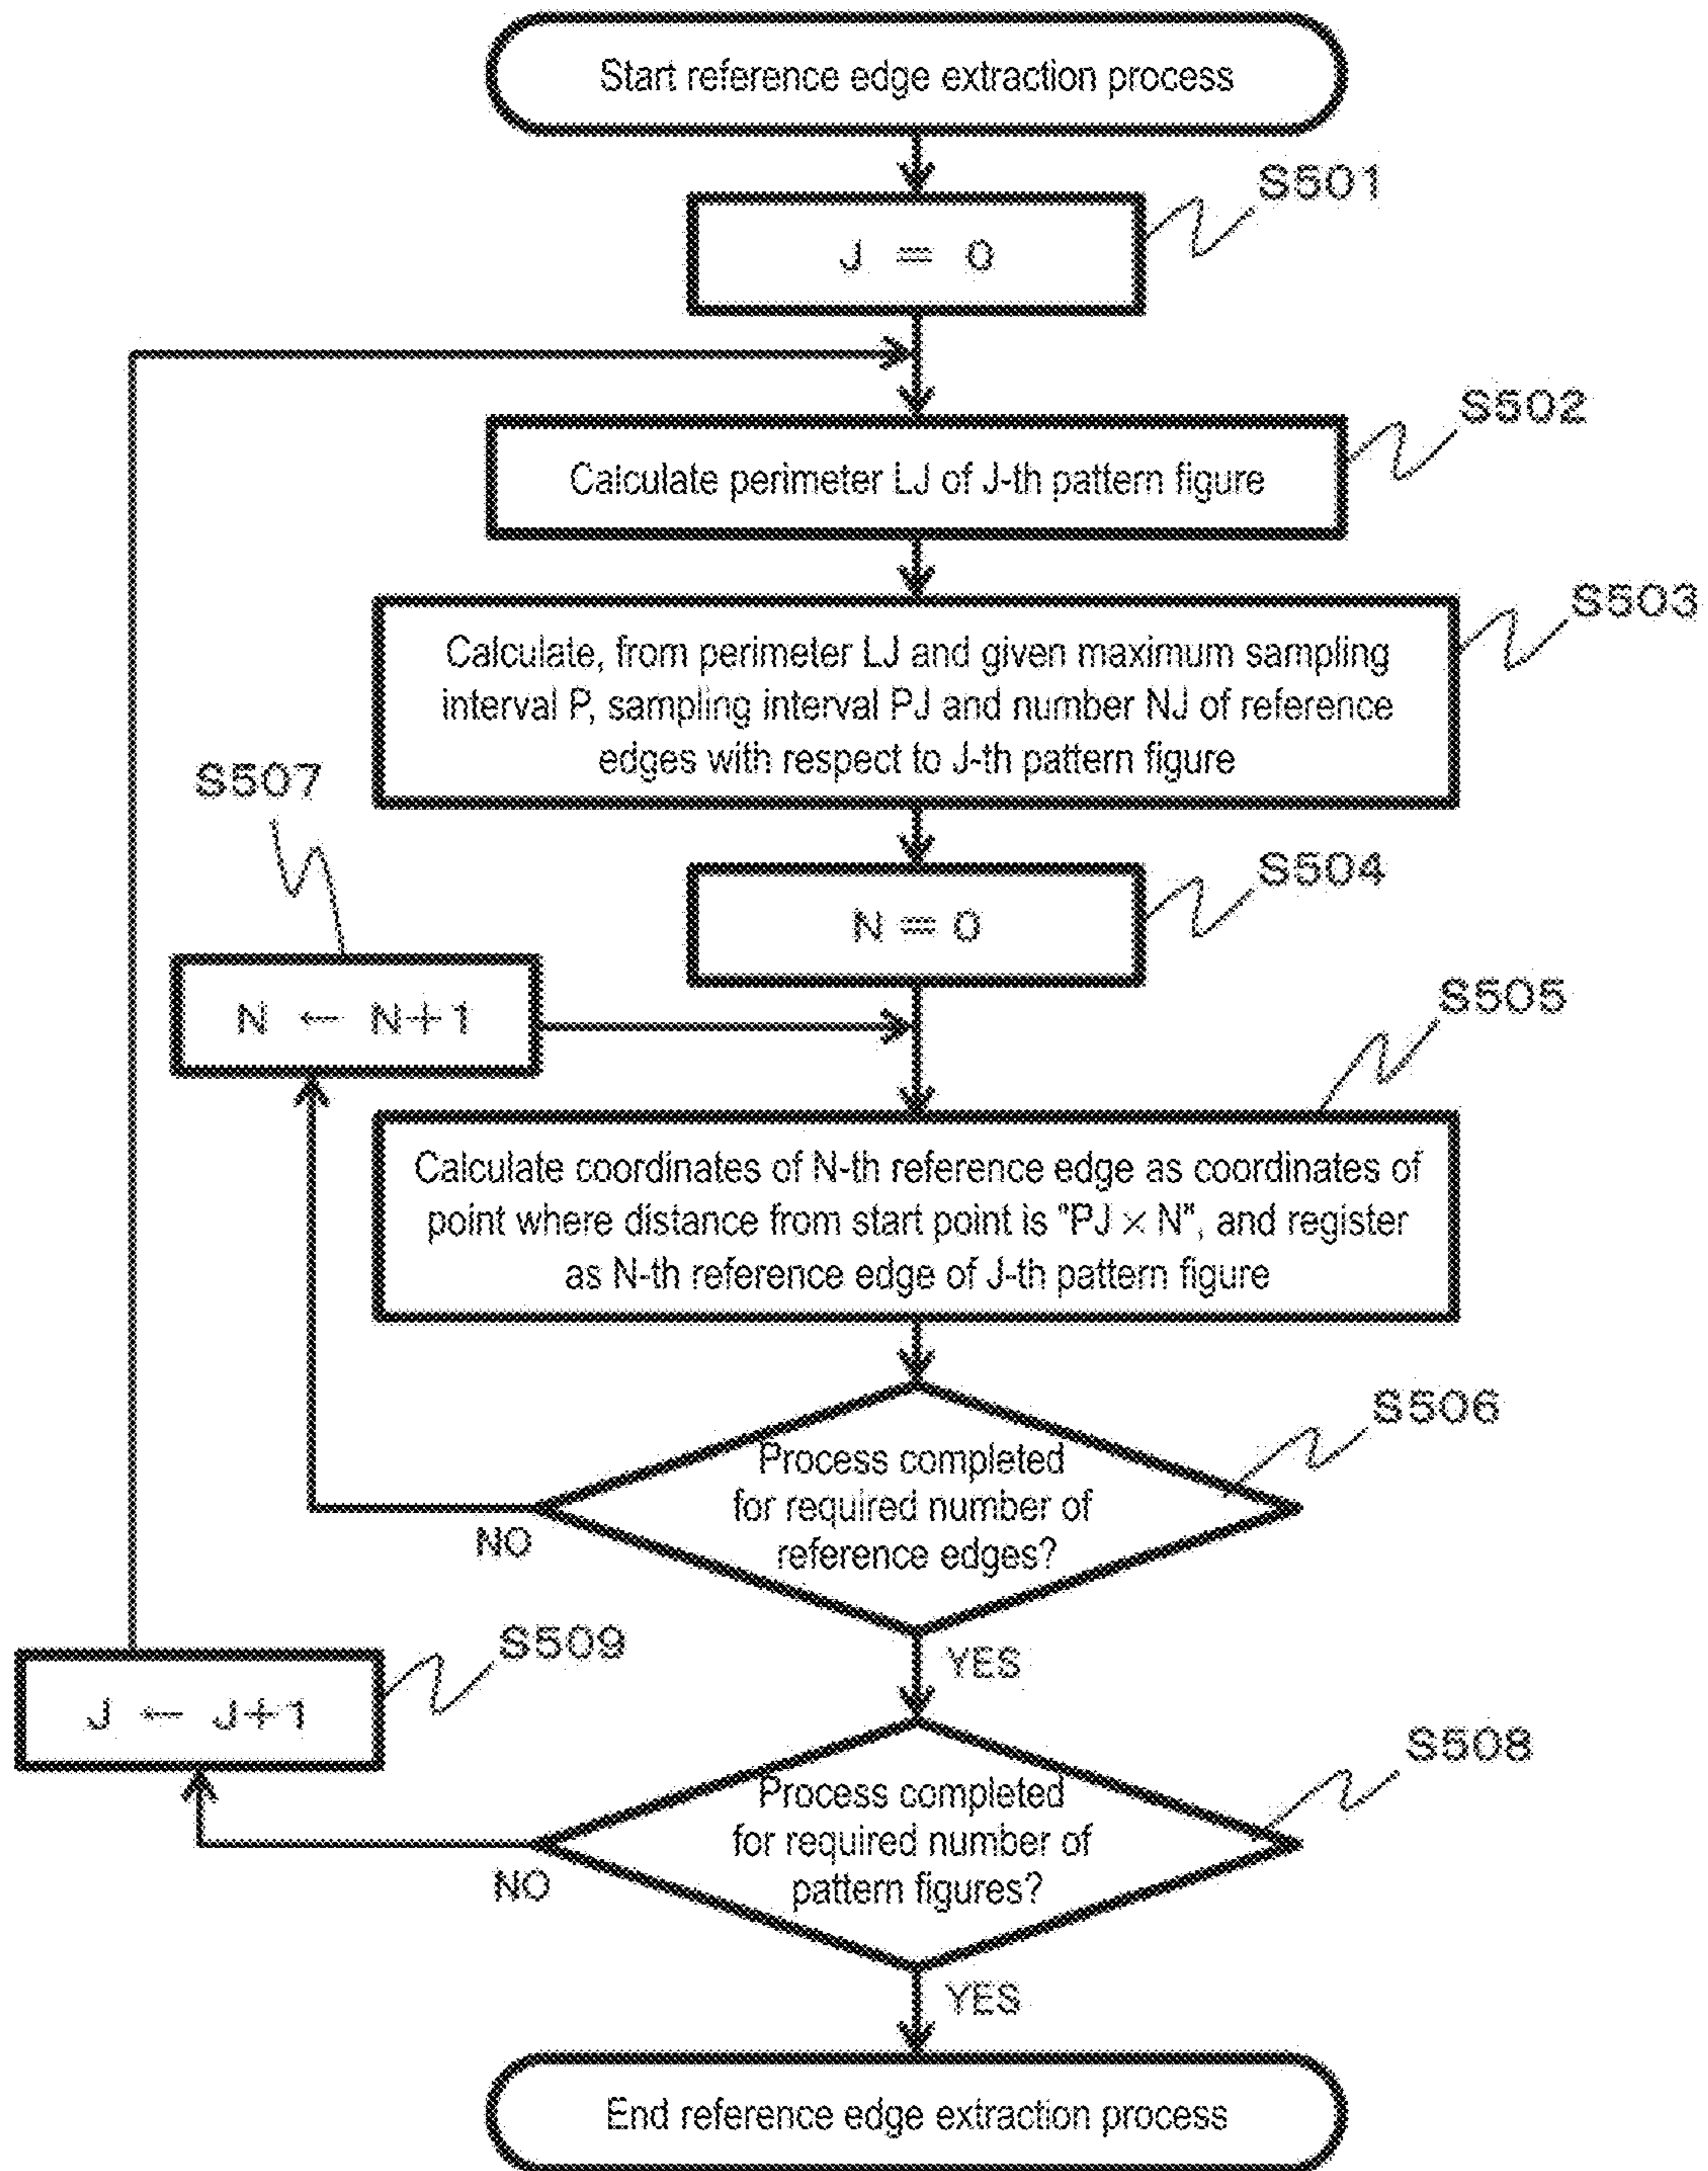 Start reference edge extraction process
S501
J = 0
S502
Calculate perimeter LJ of J-th pattern figure
S503
Calculate, from perimeter LJ and given maximum sampling
interval P, sampling interval PJ and number NJ of reference
edges with respect to J-th pattern figure
S507
S504
N = 0
N ← N+1
S505
Calculate coordinates of N-th reference edge as coordinates of
point where distance from start point is "PJ × N", and register
as N-th reference edge of J-th pattern figure
S506
Process completed
for required number of
reference edges?
NO
YES
S509
J ← J+1
S508
Process completed
for required number of
pattern figures?
NO
YES
End reference edge extraction process